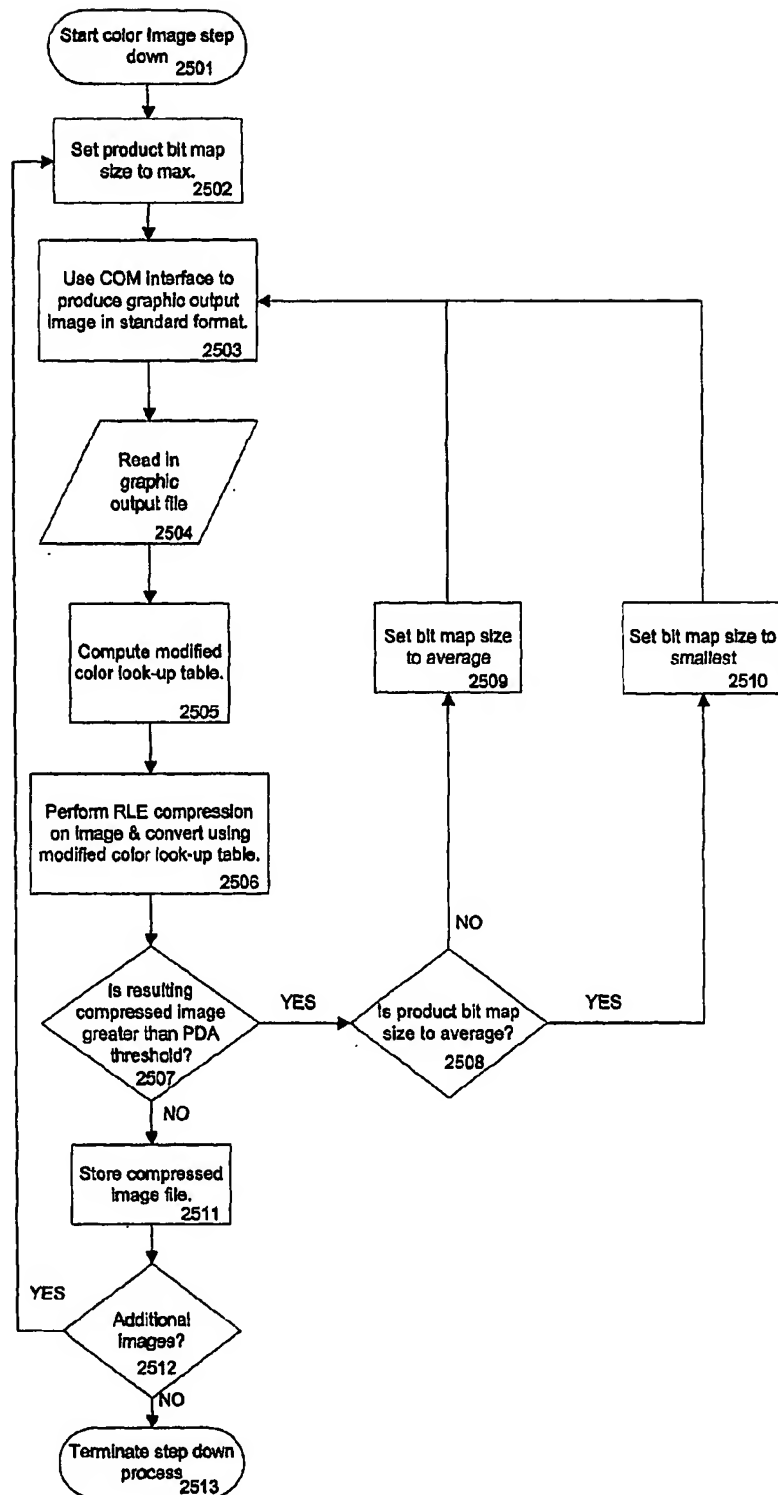 Start color image step
down
2501
Set product bit map
size to max.
2502
Use COM interface to
produce graphic output
image in standard format.
2503
Read in
graphic
output file
2504
Compute modified
color look-up table.
2505
Set bit map size
to average
2509
Set bit map size to
smallest
2510
Perform RLE compression
on image & convert using
modified color look-up table.
2506
NO
Is resulting
compressed image
greater than PDA
threshold?
2507
YES
Is product bit map
size to average?
2508
YES
NO
Store compressed
image file.
2511
YES
Additional
images?
2512
NO
Terminate step down
process
2513